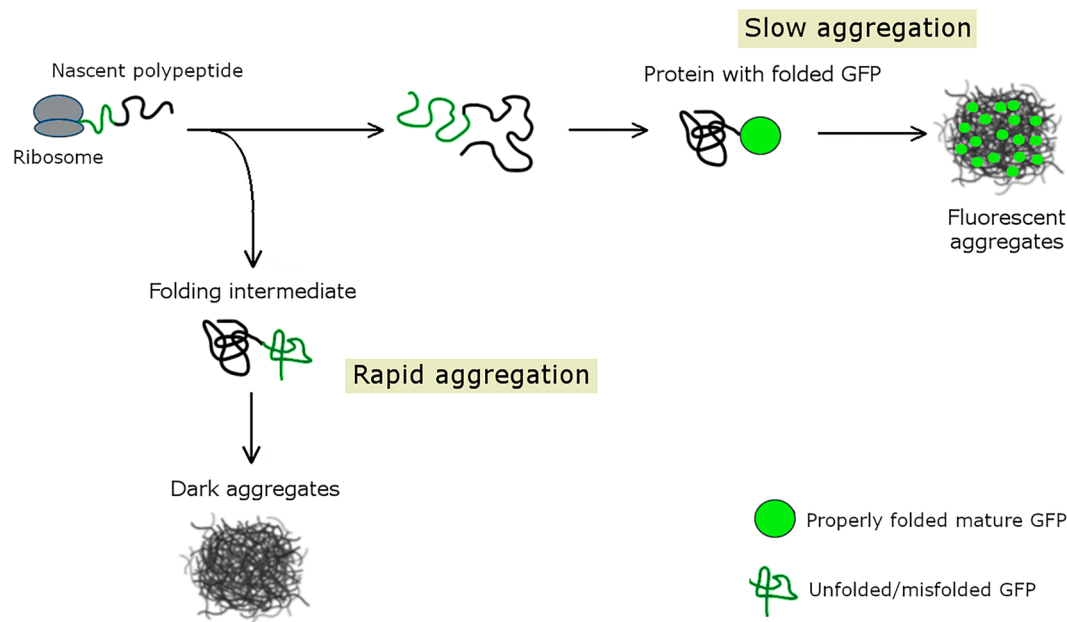 Slow aggregation
Nascent polypeptide
Protein with folded GFP
Ribosome
Fluorescent
aggregates
Folding intermediate
Rapid aggregation
Dark aggregates
Properly folded mature GFP
Unfolded/misfolded GFP